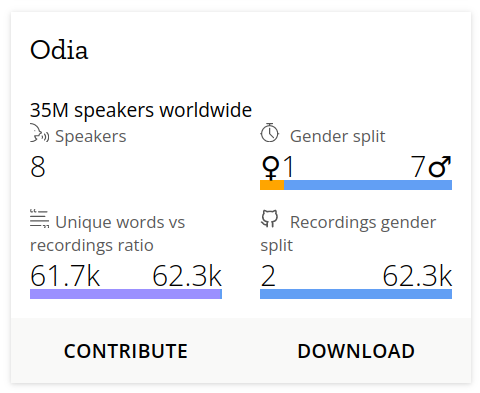 Odia
35M speakers worldwide
Speakers
8
Gender split
♀1 7♂
Unique words vs
recordings ratio
61.7k 62.3k
Recordings gender
split
2 62.3k
CONTRIBUTE DOWNLOAD